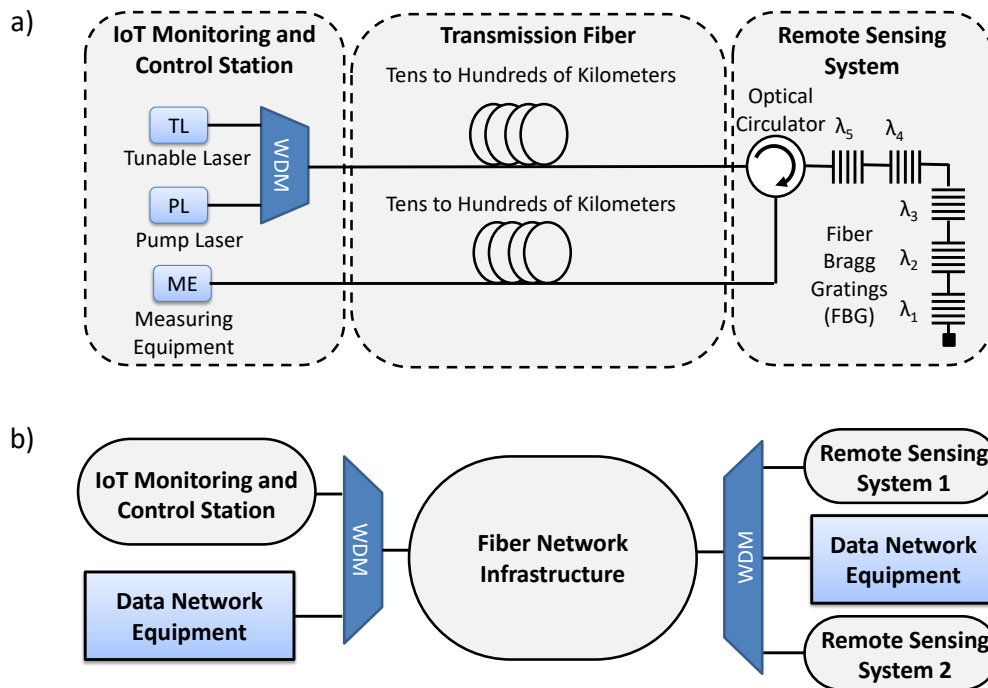 a)
IoT Monitoring and
Control Station
TL
Tunable Laser
WDM
PL
Pump Laser
ME
Measuring
Equipment
Transmission Fiber
Tens to Hundreds of Kilometers
Tens to Hundreds of Kilometers
Remote Sensing
System
Optical
Circulator
λ5
λ4
λ3
λ2
λ1
Fiber
Bragg
Gratings
(FBG)
b)
IoT Monitoring and
Control Station
Data Network
Equipment
WDM
Fiber Network
Infrastructure
WDM
Remote Sensing
System 1
Data Network
Equipment
Remote Sensing
System 2